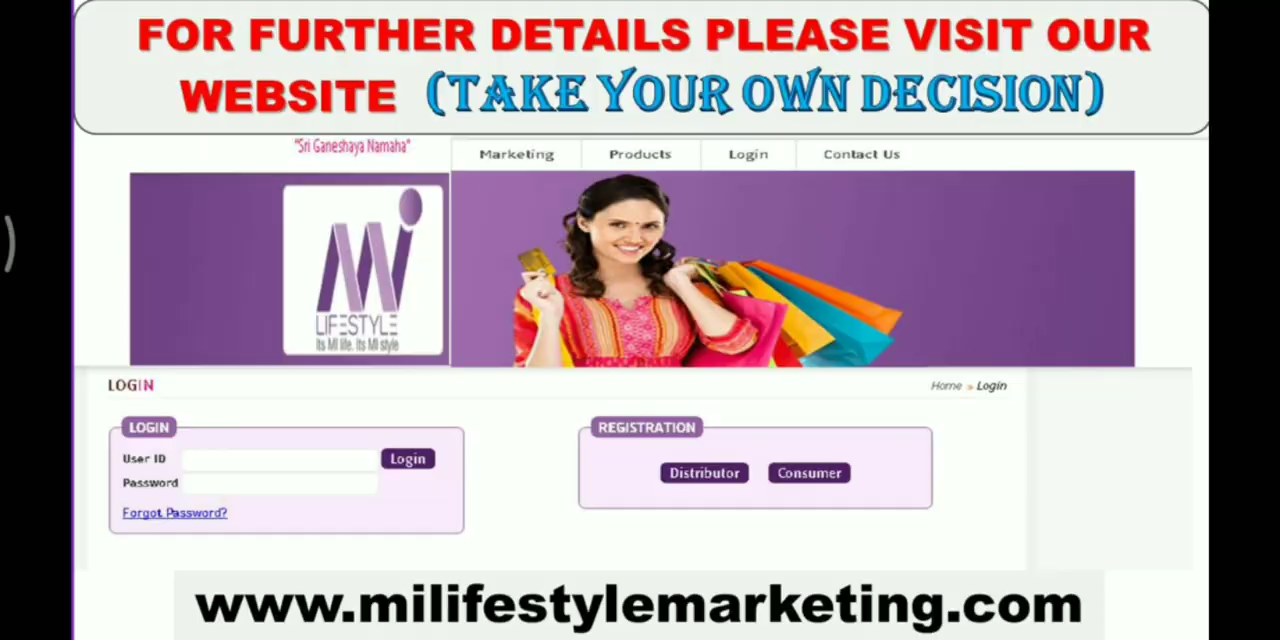 FOR FURTHER DETAILS PLEASE VISIT OUR
WEBSITE (TAKE YOUR OWN DECISION)
"Sri Ganeshaya Namaha"
Marketing Products Login Contact Us
Mi
LIFESTYLE
Its MI life. Its MI style
LOGIN
Home » Login
LOGIN
User ID
Login
Password
Forgot Password?
REGISTRATION
Distributor Consumer
www.milifestylemarketing.com